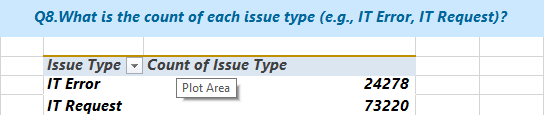 Q8.What is the count of each issue type (e.g., IT Error, IT Request)?
Issue Type Count of Issue Type
IT Error 24278
Plot Area
IT Request 73220